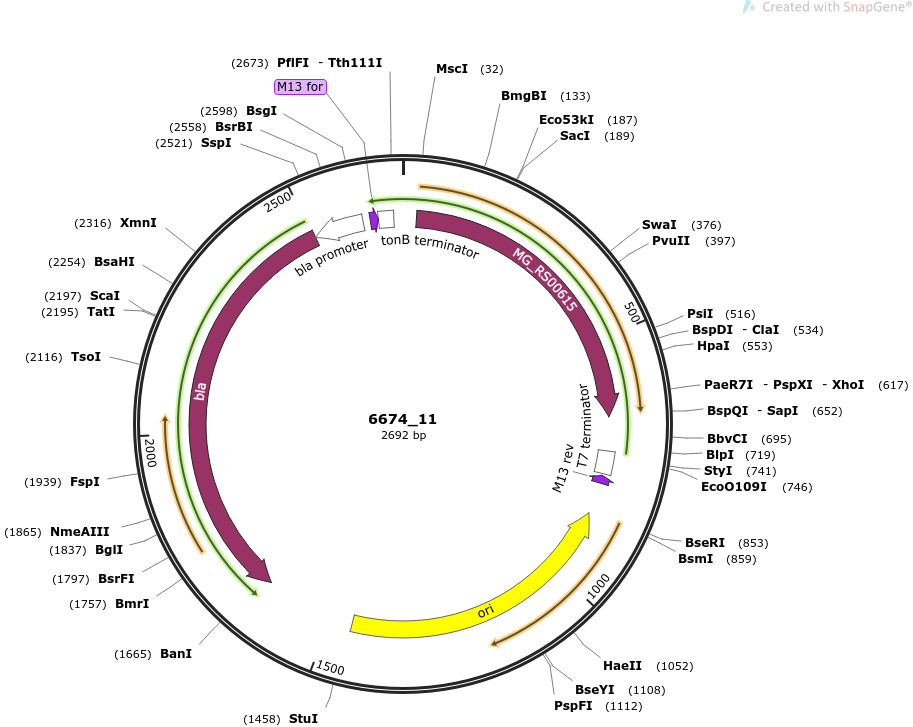 Created with SnapGene®
(2673) PflFI - Tth111I
M13 for
(2598) BsgI
(2558) BsrBI
(2521) SspI
MscI (32)
BmgBI (133)
Eco53kI (187)
SacI (189)
2500
(2316) XmnI
(2254) BsaHI
(2197) ScaI
(2195) TatI
(2116) TsoI
bla promoter
tonB terminator
MG_RS00615
SwaI (376)
PvuII (397)
500
PsiI (516)
BspDI - ClaI (534)
HpaI (553)
PaeR7I - PspXI - XhoI (617)
BspQI - SapI (652)
BbvCI (695)
BlpI (719)
StyI (741)
EcoO109I (746)
bla
6674_11
2692 bp
T7 terminator
M13 rev
2000
(1939) FspI
(1865) NmeAIII
(1837) BglI
(1797) BsrFI
(1757) BmrI
(1665) BanI
BseRI (853)
BsmI (859)
1000
ori
1500
HaeII (1052)
BseYI (1108)
PspFI (1112)
(1458) StuI